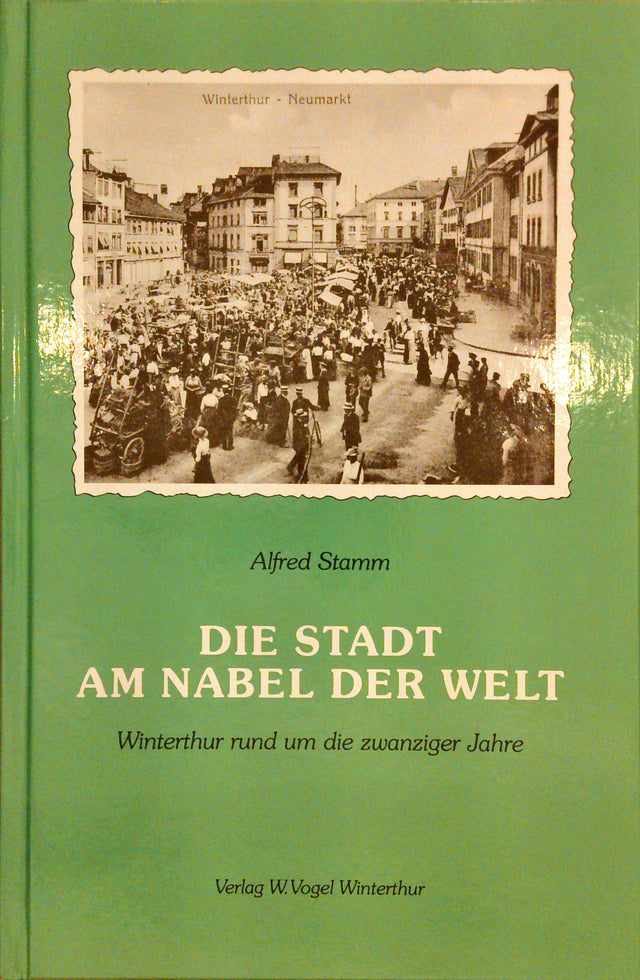 Winterthur - Neumarkt
Alfred Stamm
DIE STADT
AM NABEL DER WELT
Winterthur rund um die zwanziger Jahre
Verlag W. Vogel Winterthur